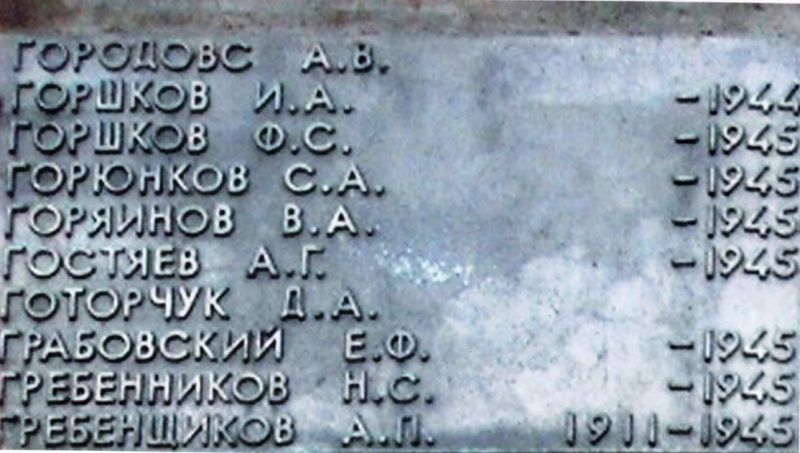 ГОРОДОВС А.В.
ГОРШКОВ И.А. -1944
ГОРШКОВ Ф.С. -1945
ГОРЮНКОВ С.А. -1945
ГОРЯИНОВ В.А. -1945
ГОСТЯЕВ А.Г. -1945
ГОТОРЧУК Д.А.
ГРАБОВСКИЙ Е.Ф. -1945
ГРЕБЕННИКОВ Н.С. -1945
ГРЕБЕНЩИКОВ А.П. 1911-1945